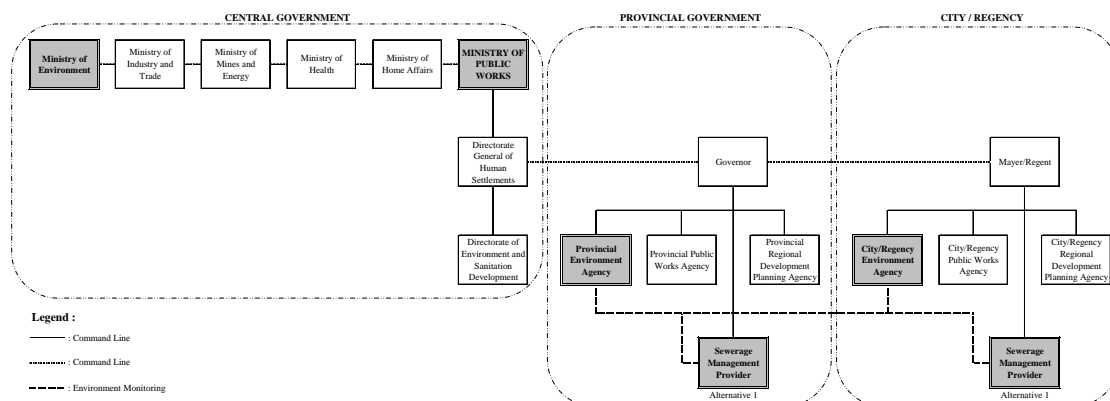 CENTRAL GOVERNMENT
PROVINCIAL GOVERNMENT
CITY / REGENCY
Ministry of
Environment
Ministry of
Industry and
Trade
Ministry of
Mines and
Energy
Ministry of
Health
Ministry of
Home Affairs
MINISTRY OF
PUBLIC
WORKS
Directorate
General of
Human
Settlements
Governor
Mayer/Regent
Directorate of
Environment and
Sanitation
Development
Provincial
Environment
Agency
Provincial Public
Works Agency
Provincial
Regional
Development
Planning Agency
City/Regency
Environment
Agency
City/Regency
Public Works
Agency
City/Regency
Regional
Development
Planning Agency
Legend :
: Command Line
: Command Line
: Environment Monitoring
Sewerage
Management
Provider
Alternative 1
Sewerage
Management
Provider
Alternative 1